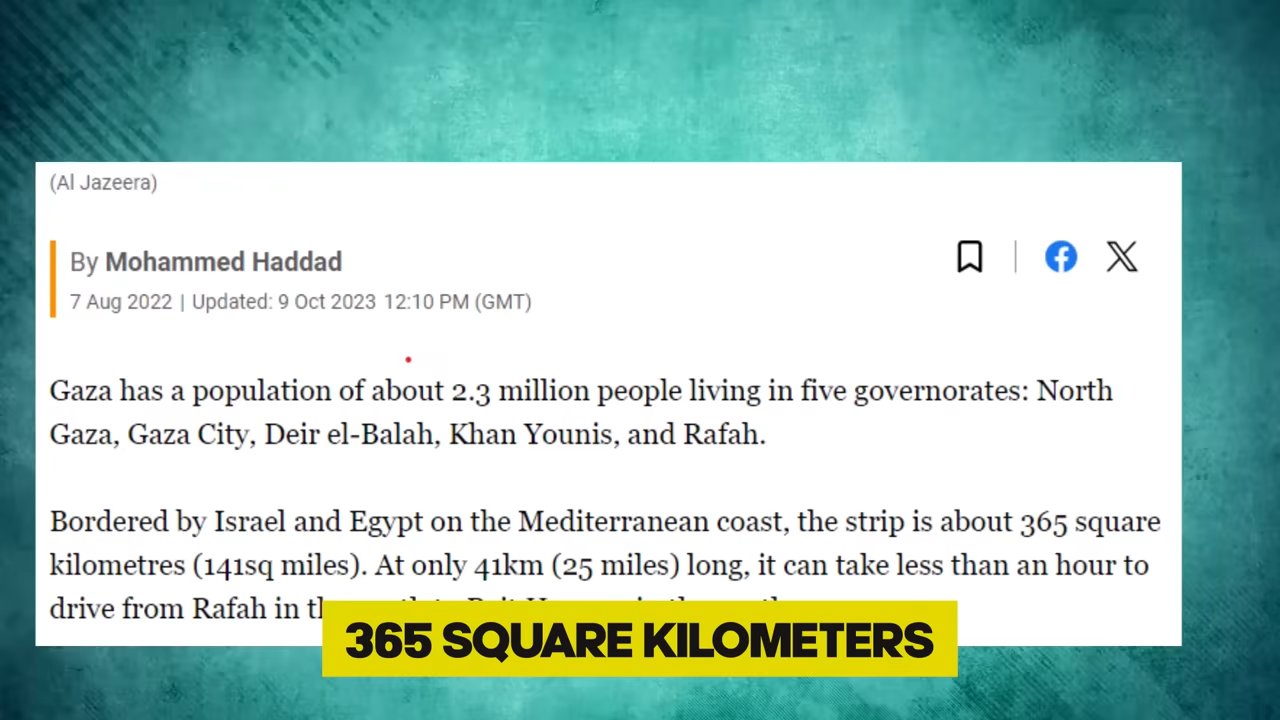 (Al Jazeera)
By Mohammed Haddad
7 Aug 2022 | Updated: 9 Oct 2023 12:10 PM (GMT)
Gaza has a population of about 2.3 million people living in five governorates: North
Gaza, Gaza City, Deir el-Balah, Khan Younis, and Rafah.
Bordered by Israel and Egypt on the Mediterranean coast, the strip is about 365 square
kilometres (141sq miles). At only 41km (25 miles) long, it can take less than an hour to
drive from Rafah in
365 SQUARE KILOMETERS